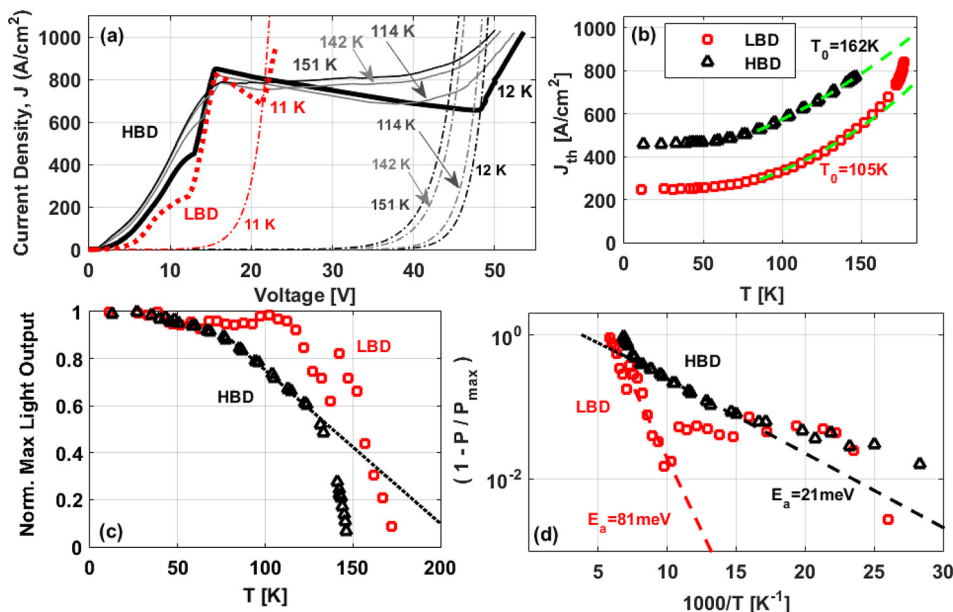 (a)
Current Density, J (A/cm²)
1000
800
600
400
200
0
0
10
20
30
40
50
Voltage [V]
HBD
LBD
11 K
11 K
151 K
142 K
114 K
12 K
114 K
142 K
151 K
12 K
(b)
J_th [A/cm²]
1000
800
600
400
200
0
0
50
100
150
T [K]
LBD
HBD
T₀=162K
T₀=105K
(c)
Norm. Max Light Output
1
0.8
0.6
0.4
0.2
0
0
50
100
150
200
T [K]
LBD
HBD
(d)
( 1 - P / P_max )
10⁰
10⁻²
5
10
15
20
25
30
1000/T [K⁻¹]
HBD
LBD
E_a=81meV
E_a=21meV